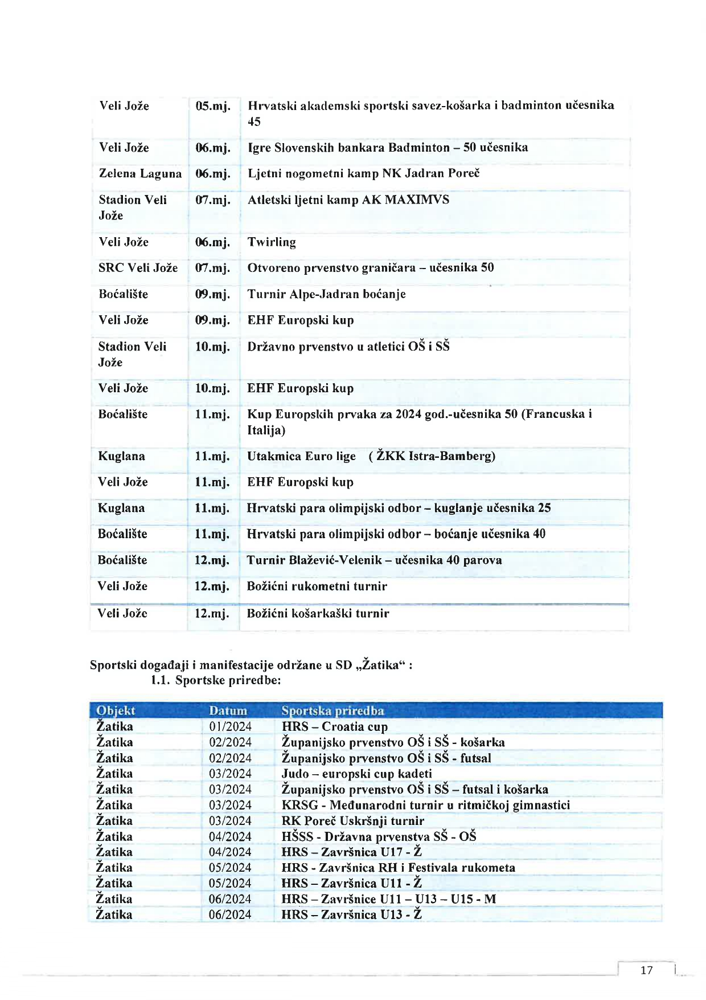 Veli Jože 05.mj. Hrvatski akademski sportski savez-košarka i badminton učesnika
45
Veli Jože 06.mj. Igre Slovenskih bankara Badminton – 50 učesnika
Zelena Laguna 06.mj. Ljetni nogometni kamp NK Jadran Poreč
Stadion Veli 07.mj. Atletski ljetni kamp AK MAXIMVS
Jože
Veli Jože 06.mj. Twirling
SRC Veli Jože 07.mj. Otvoreno prvenstvo graničara – učesnika 50
Boćalište 09.mj. Turnir Alpe-Jadran boćanje
Veli Jože 09.mj. EHF Europski kup
Stadion Veli 10.mj. Državno prvenstvo u atletici OŠ i SŠ
Jože
Veli Jože 10.mj. EHF Europski kup
Boćalište 11.mj. Kup Europskih prvaka za 2024 god.-učesnika 50 (Francuska i
Italija)
Kuglana 11.mj. Utakmica Euro lige ( ŽKK Istra-Bamberg)
Veli Jože 11.mj. EHF Europski kup
Kuglana 11.mj. Hrvatski para olimpijski odbor – kuglanje učesnika 25
Boćalište 11.mj. Hrvatski para olimpijski odbor – boćanje učesnika 40
Boćalište 12.mj. Turnir Blažević-Velenik – učesnika 40 parova
Veli Jože 12.mj. Božićni rukometni turnir
Veli Jože 12.mj. Božićni košarkaški turnir
Sportski događaji i manifestacije održane u SD „Žatika“ :
1.1. Sportske priredbe:
Objekt Datum Sportska priredba
Žatika 01/2024 HRS – Croatia cup
Žatika 02/2024 Županijsko prvenstvo OŠ i SŠ - košarka
Žatika 02/2024 Županijsko prvenstvo OŠ i SŠ - futsal
Žatika 03/2024 Judo – europski cup kadeti
Žatika 03/2024 Županijsko prvenstvo OŠ i SŠ – futsal i košarka
Žatika 03/2024 KRSG - Međunarodni turnir u ritmičkoj gimnastici
Žatika 03/2024 RK Poreč Uskršnji turnir
Žatika 04/2024 HŠSS - Državna prvenstva SŠ - OŠ
Žatika 04/2024 HRS – Završnica U17 - Ž
Žatika 05/2024 HRS - Završnica RH i Festivala rukometa
Žatika 05/2024 HRS – Završnica U11 - Ž
Žatika 06/2024 HRS – Završnice U11 – U13 – U15 - M
Žatika 06/2024 HRS – Završnica U13 - Ž
17